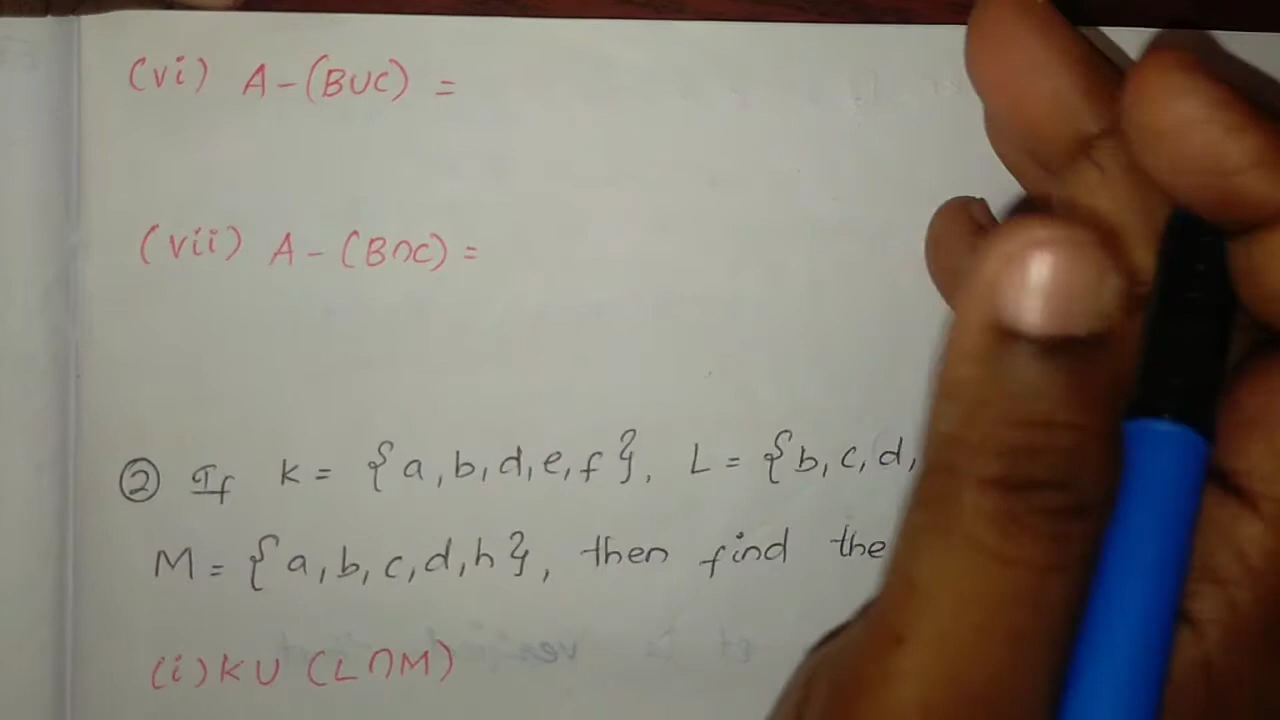 (vi) A-(BUC) =
(vii) A - (B∩C) =
② If K = {a, b, d, e, f}, L = {b, c, d,
M = {a, b, c, d, h}, then find the
(i) K U (L∩M)